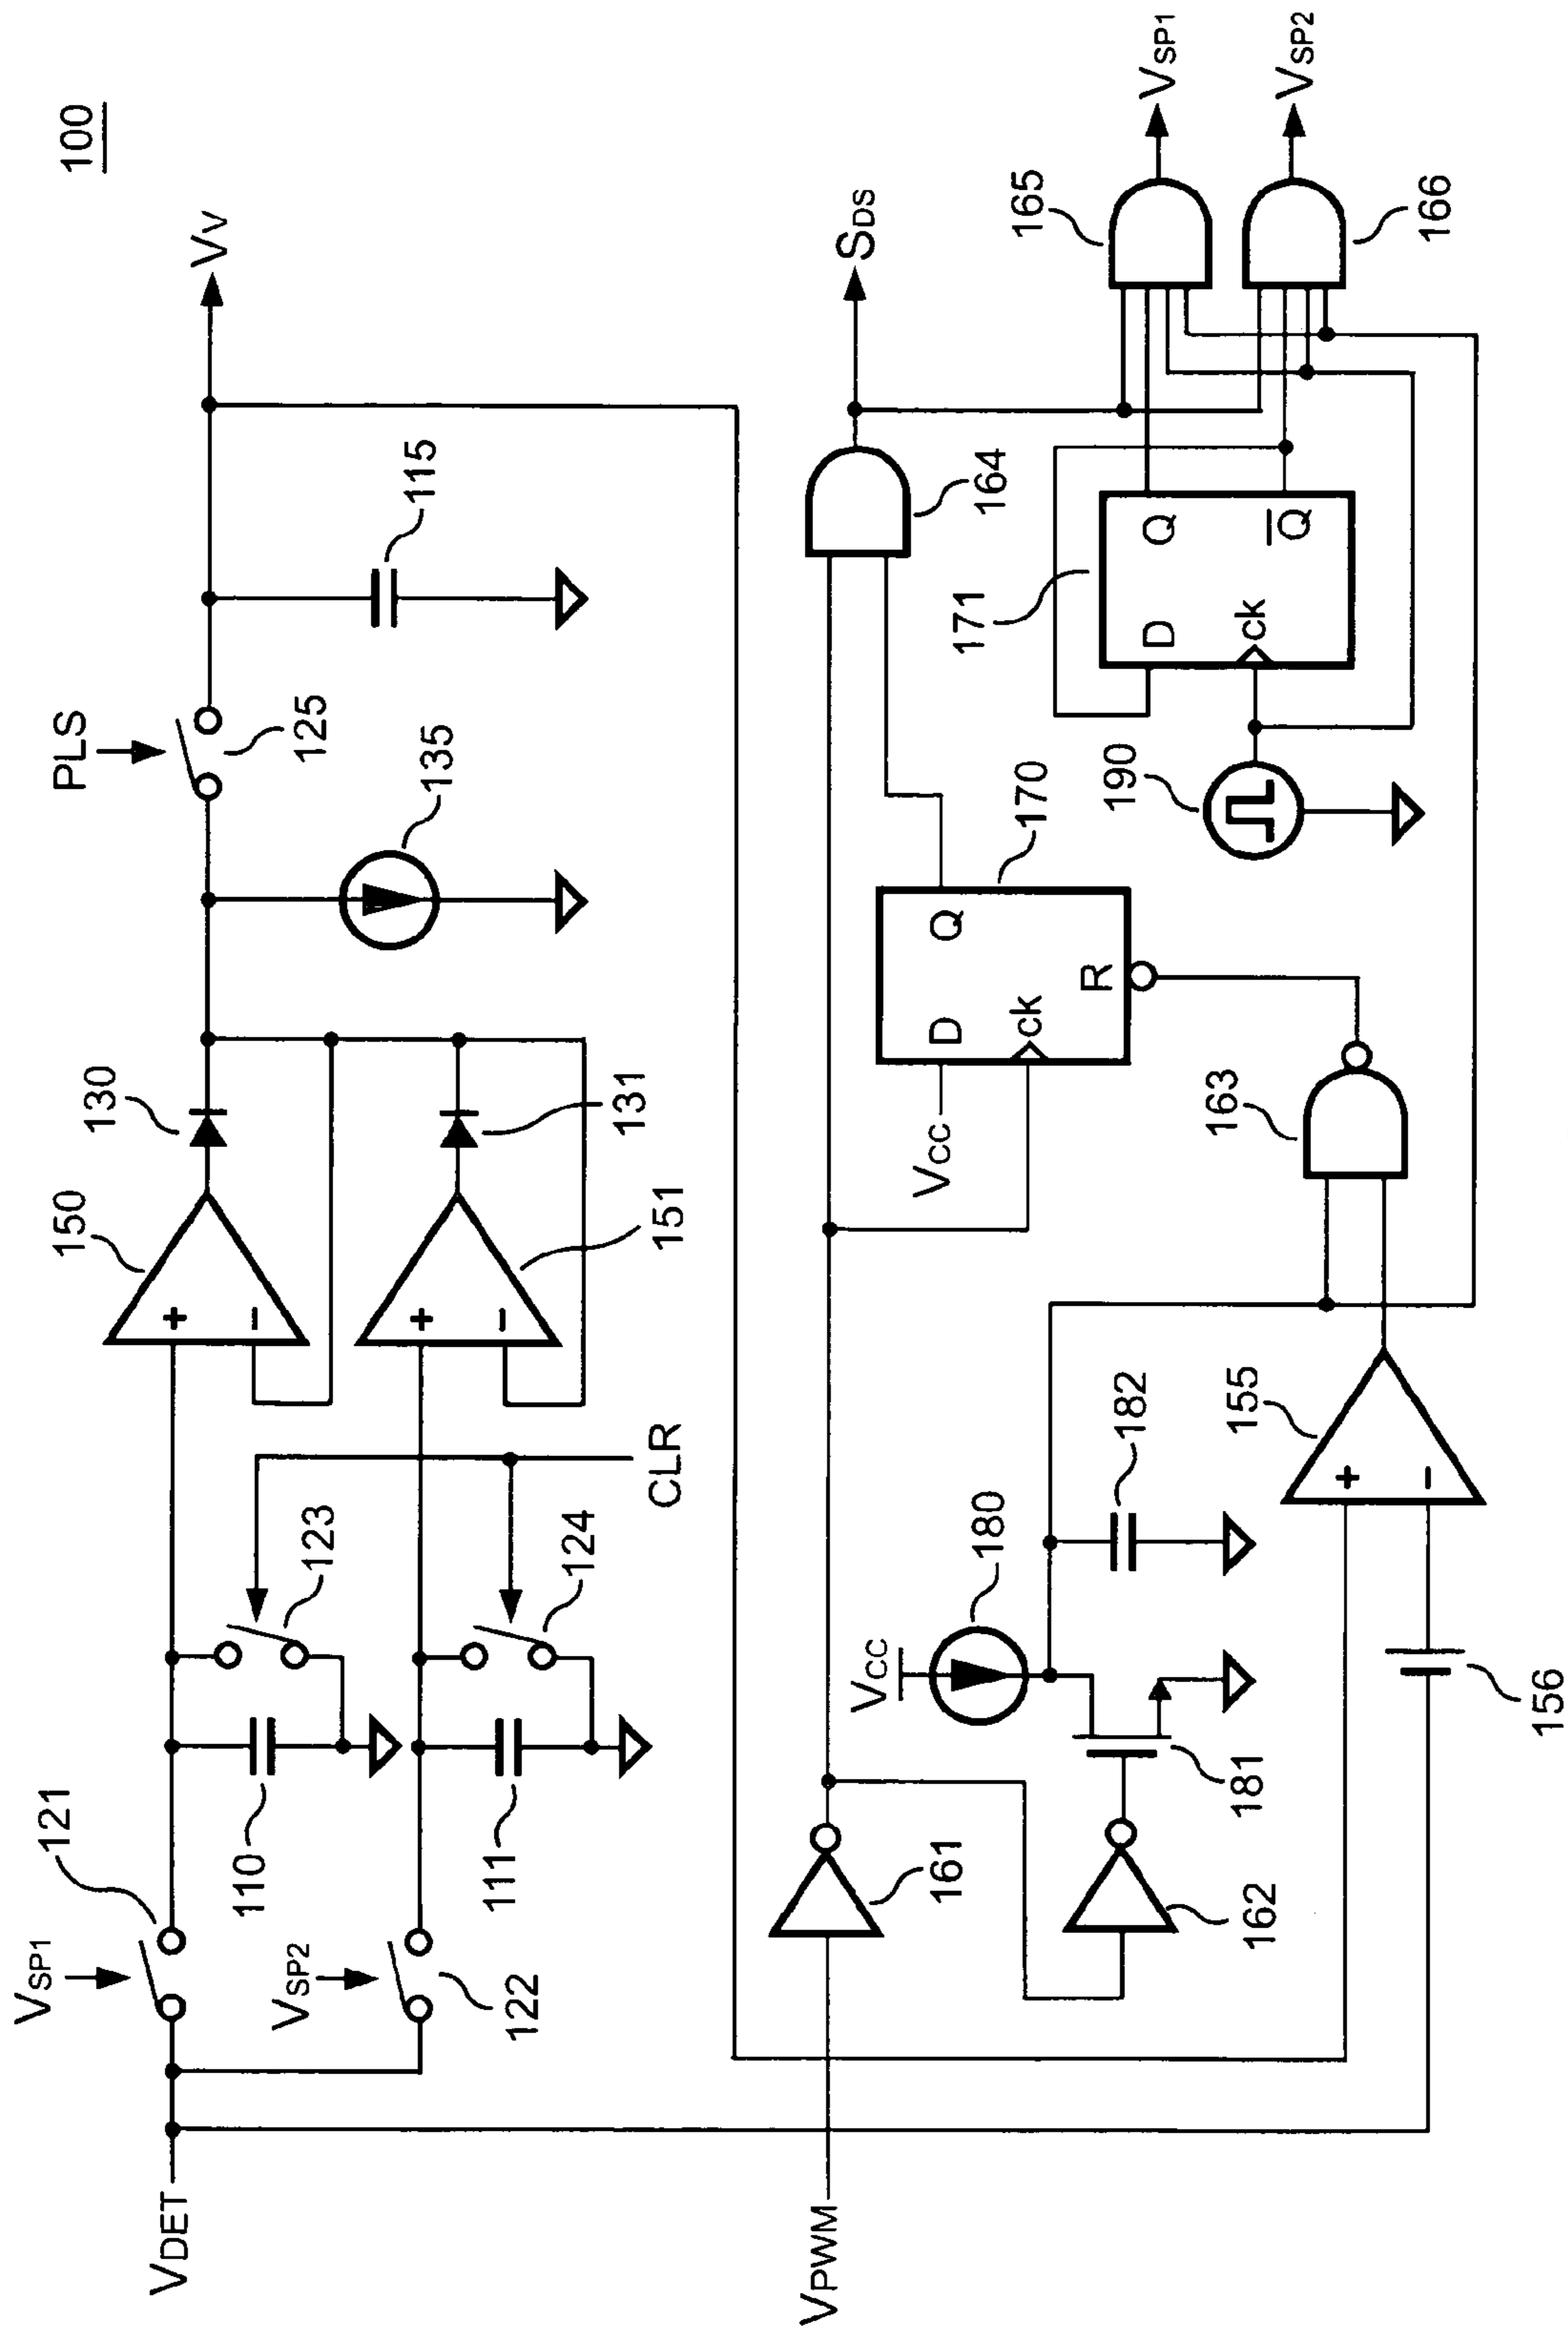 100
VDET
VSP1
121
VSP2
122
110
111
123
124
CLR
+
−
150
+
−
151
130
131
135
PLS
125
115
VV
VPWM
161
162
VCC
180
181
182
156
+
−
155
163
VCC
D
Q
ck
R
170
164
SDS
190
171
D
Q
ck
Q̅
165
166
VSP1
VSP2